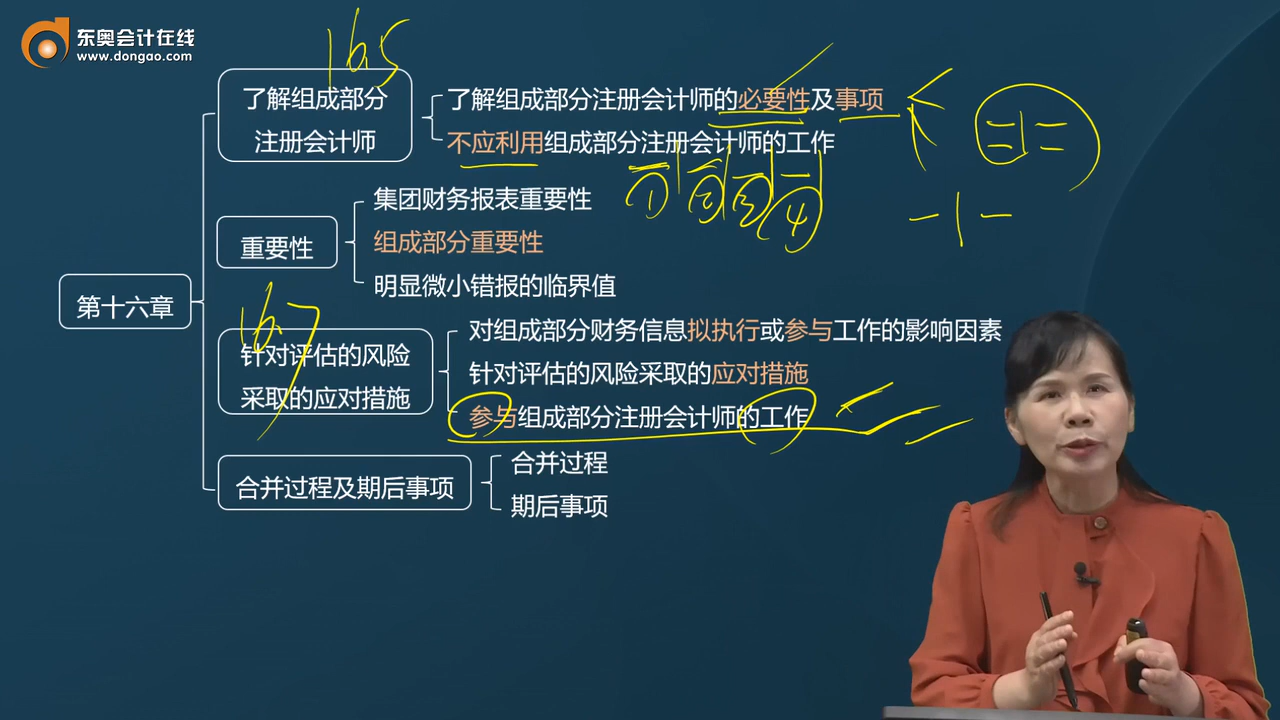 东奥会计在线
www.dongao.com
16.5
了解组成部分
注册会计师
了解组成部分注册会计师的必要性及事项
不应利用组成部分注册会计师的工作
① ② ③ ④
重要性
集团财务报表重要性
组成部分重要性
明显微小错报的临界值
第十六章
16.7
针对评估的风险
采取的应对措施
对组成部分财务信息拟执行或参与工作的影响因素
针对评估的风险采取的应对措施
参与组成部分注册会计师的工作
合并过程及期后事项
合并过程
期后事项